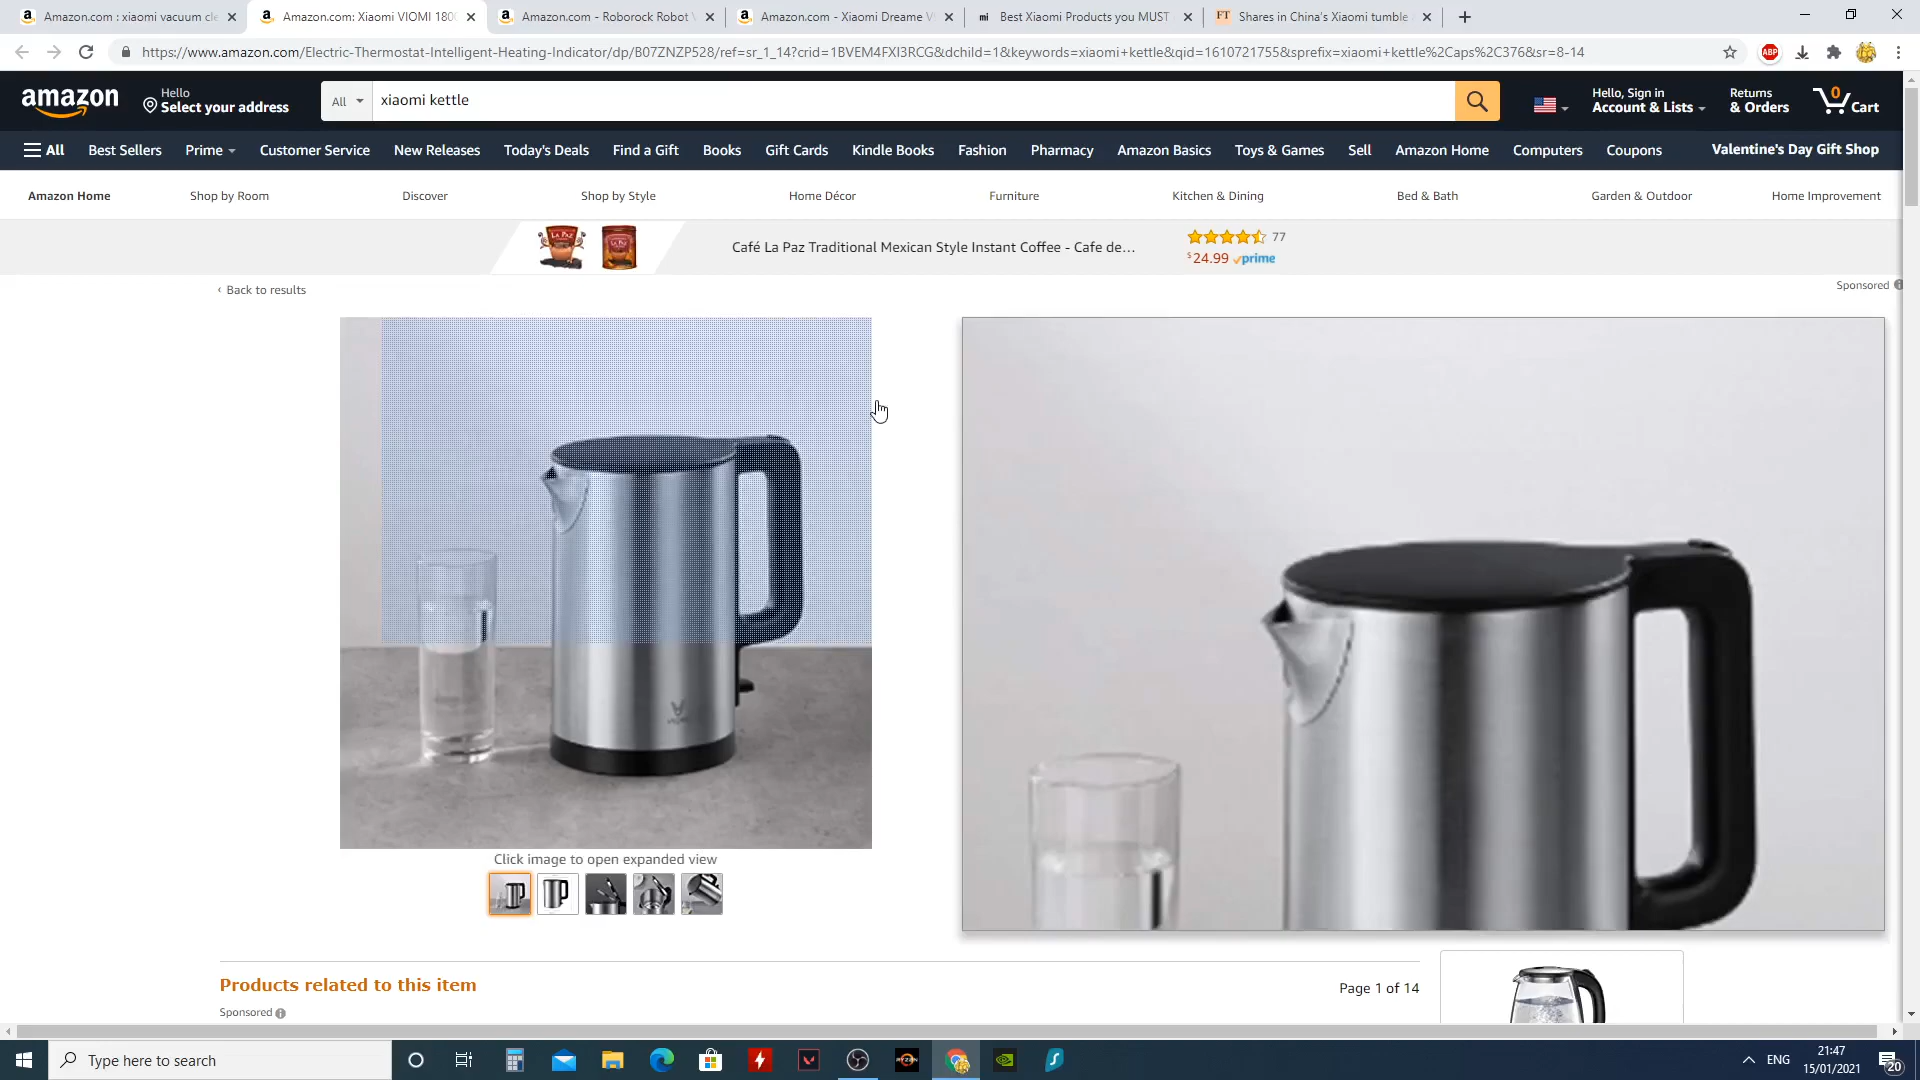 Amazon.com : xiaomi vacuum cle
Amazon.com: Xiaomi VIOMI 180
Amazon.com - Roborock Robot
Amazon.com - Xiaomi Dreame V
mi Best Xiaomi Products you MUST
FT Shares in China's Xiaomi tumble
https://www.amazon.com/Electric-Thermostat-Intelligent-Heating-Indicator/dp/B07ZNZP528/ref=sr_1_14?crid=1BVEM4FXI3RCG&dchild=1&keywords=xiaomi+kettle&qid=1610721755&sprefix=xiaomi+kettle%2Caps%2C376&sr=8-14
ABP
amazon
Hello
Select your address
All
xiaomi kettle
Hello, Sign in
Account & Lists
Returns
& Orders
0
Cart
All
Best Sellers
Prime
Customer Service
New Releases
Today's Deals
Find a Gift
Books
Gift Cards
Kindle Books
Fashion
Pharmacy
Amazon Basics
Toys & Games
Sell
Amazon Home
Computers
Coupons
Valentine's Day Gift Shop
Amazon Home
Shop by Room
Discover
Shop by Style
Home Décor
Furniture
Kitchen & Dining
Bed & Bath
Garden & Outdoor
Home Improvement
LA PAZ
Café La Paz Traditional Mexican Style Instant Coffee - Cafe de...
77
$24.99 prime
‹ Back to results
Sponsored
Click image to open expanded view
Products related to this item
Page 1 of 14
Sponsored
Type here to search
RYZEN
ENG
21:47
15/01/2021
20